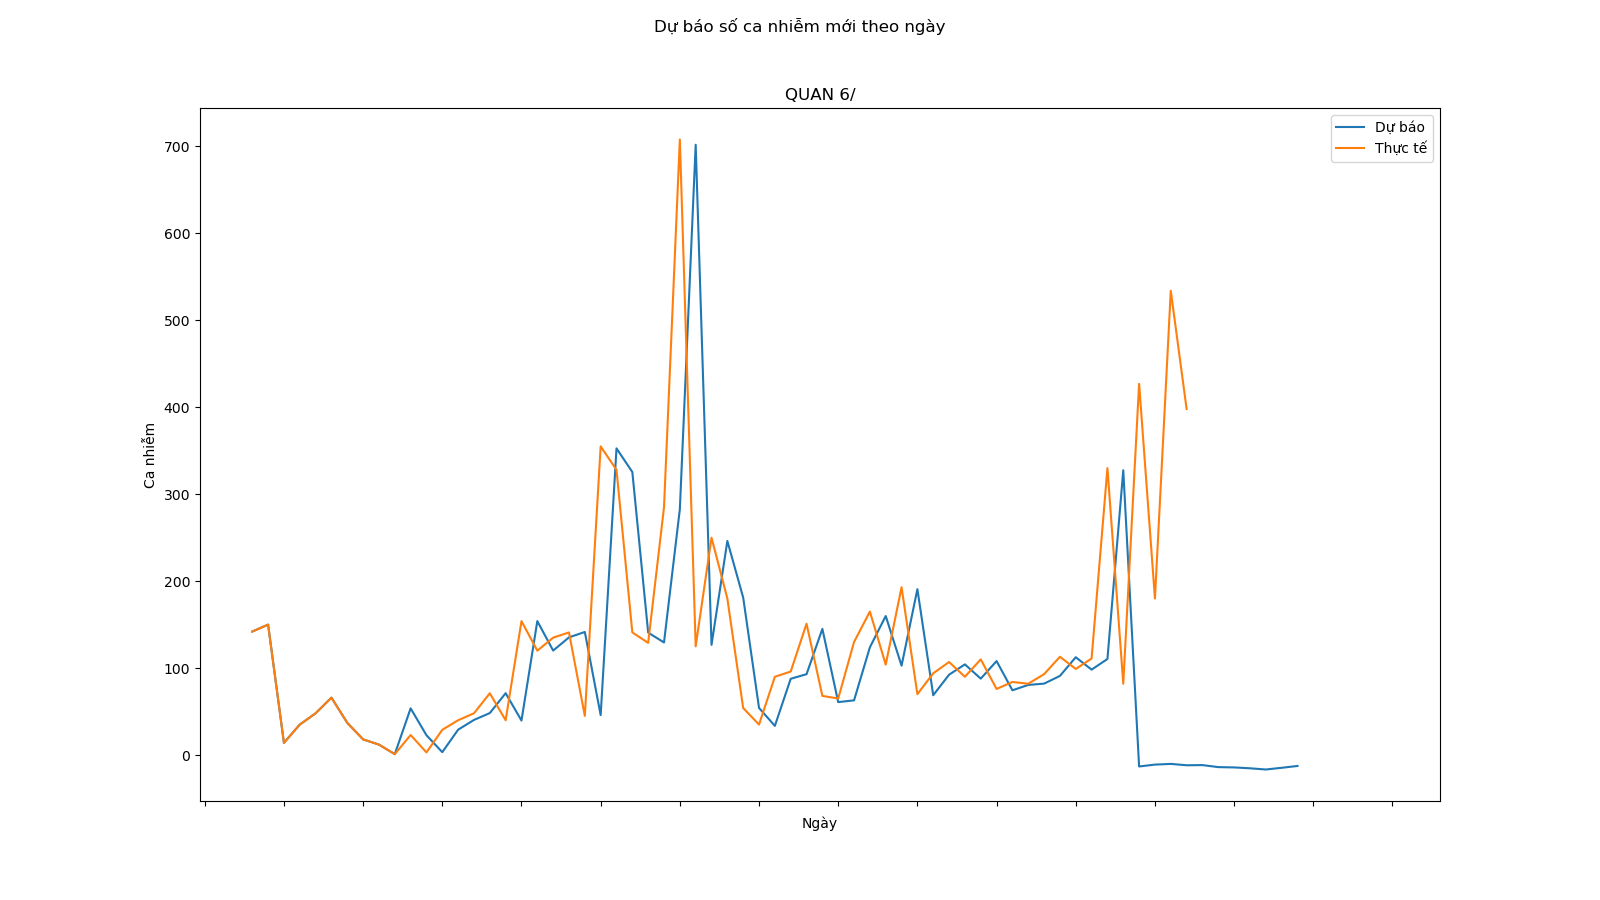 Dự báo số ca nhiễm mới theo ngày
QUAN 6/
Dự báo
Thực tế
700
600
500
400
300
200
100
0
Ca nhiễm
Ngày